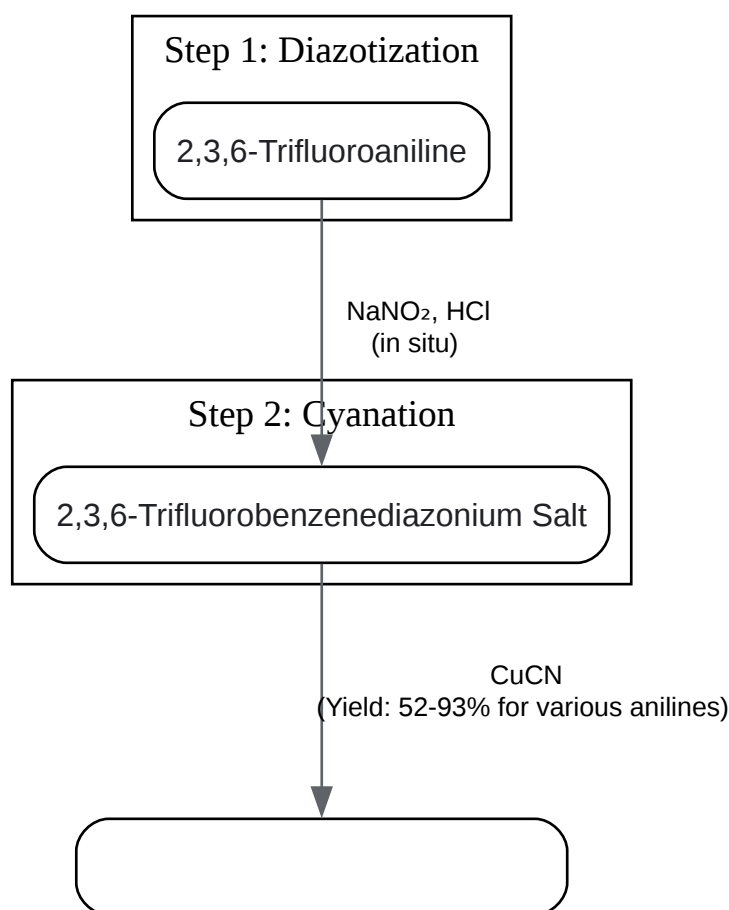 Step 1: Diazotization
2,3,6-Trifluoroaniline
NaNO₂, HCl
(in situ)
Step 2: Cyanation
2,3,6-Trifluorobenzenediazonium Salt
CuCN
(Yield: 52-93% for various anilines)